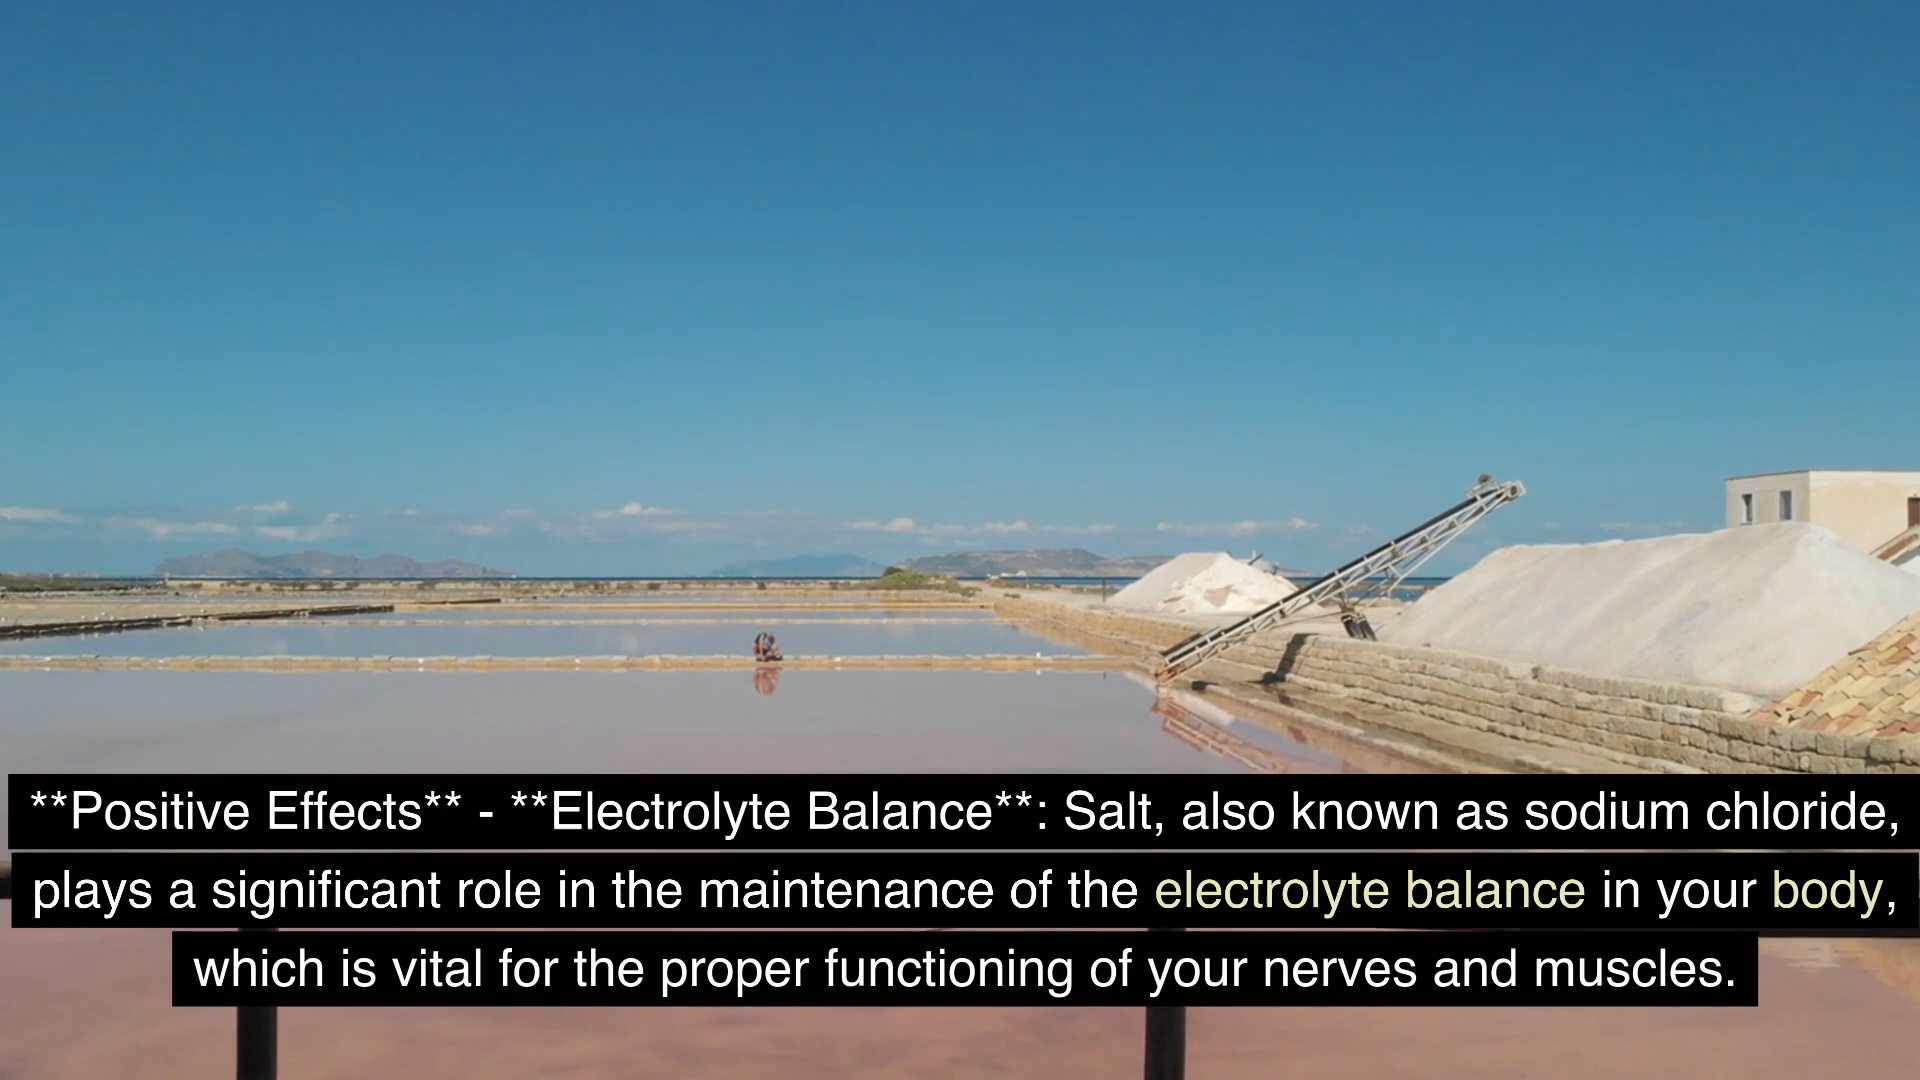 **Positive Effects** - **Electrolyte Balance**: Salt, also known as sodium chloride,
plays a significant role in the maintenance of the electrolyte balance in your body,
which is vital for the proper functioning of your nerves and muscles.